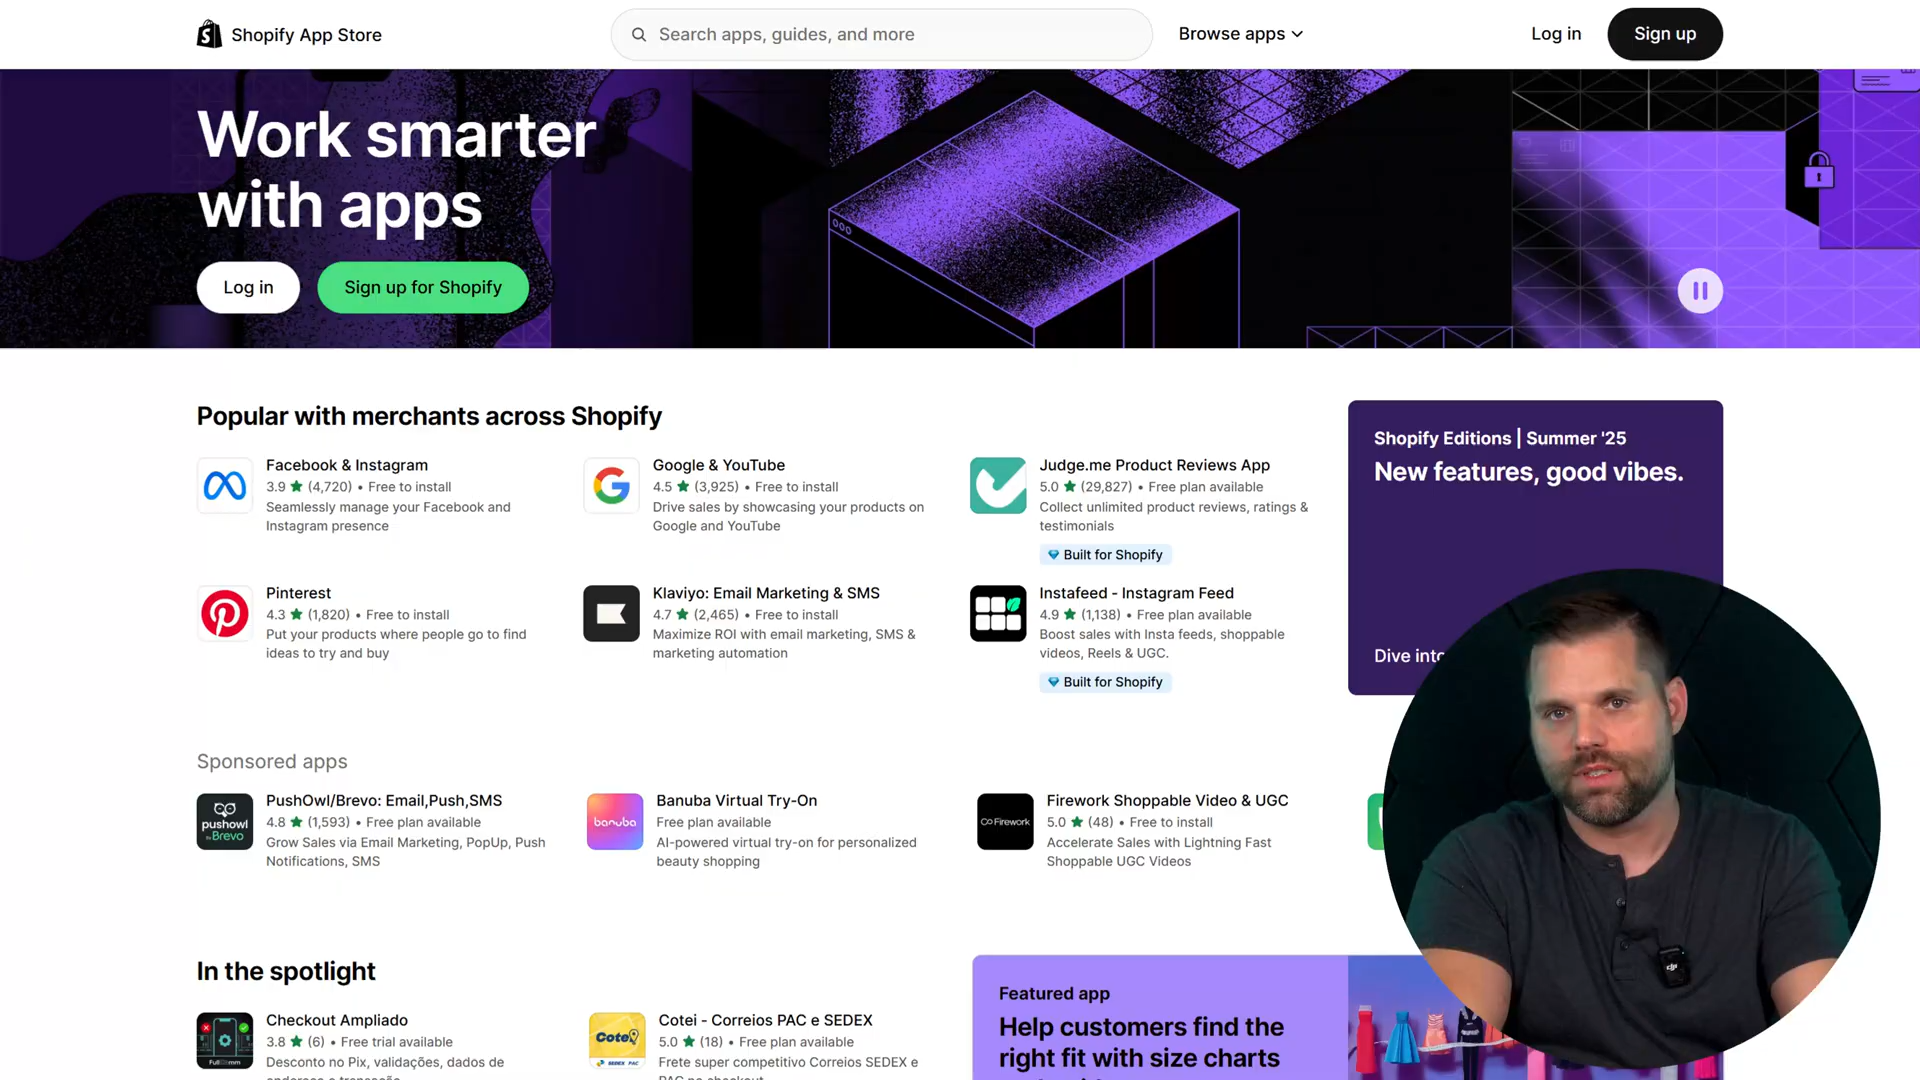 Shopify App Store
Search apps, guides, and more
Browse apps
Log in
Sign up
Work smarter
with apps
Log in
Sign up for Shopify
Popular with merchants across Shopify
Facebook & Instagram
3.9 ★ (4,720) • Free to install
Seamlessly manage your Facebook and
Instagram presence
Google & YouTube
4.5 ★ (3,925) • Free to install
Drive sales by showcasing your products on
Google and YouTube
Judge.me Product Reviews App
5.0 ★ (29,827) • Free plan available
Collect unlimited product reviews, ratings &
testimonials
Built for Shopify
Pinterest
4.3 ★ (1,820) • Free to install
Put your products where people go to find
ideas to try and buy
Klaviyo: Email Marketing & SMS
4.7 ★ (2,465) • Free to install
Maximize ROI with email marketing, SMS &
marketing automation
Instafeed - Instagram Feed
4.9 ★ (1,138) • Free plan available
Boost sales with Insta feeds, shoppable
videos, Reels & UGC.
Built for Shopify
Shopify Editions | Summer '25
New features, good vibes.
Dive into
Sponsored apps
pushowl
by Brevo
PushOwl/Brevo: Email,Push,SMS
4.8 ★ (1,593) • Free plan available
Grow Sales via Email Marketing, PopUp, Push
Notifications, SMS
banuba
Banuba Virtual Try-On
Free plan available
AI-powered virtual try-on for personalized
beauty shopping
Firework
Firework Shoppable Video & UGC
5.0 ★ (48) • Free to install
Accelerate Sales with Lightning Fast
Shoppable UGC Videos
In the spotlight
Checkout Ampliado
3.8 ★ (6) • Free trial available
Desconto no Pix, validações, dados de
Cotei
SEDEX PAC
Cotei - Correios PAC e SEDEX
5.0 ★ (18) • Free plan available
Frete super competitivo Correios SEDEX e
PAC no checkout
Featured app
Help customers find the
right fit with size charts
dji